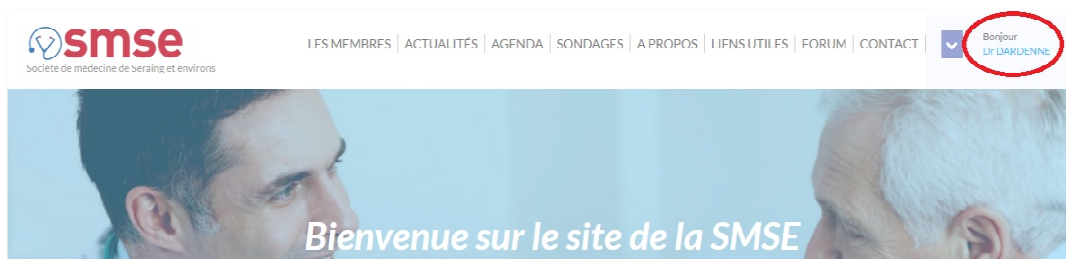 smse
Société de médecine de Seraing et environs
LES MEMBRES ACTUALITÉS AGENDA SONDAGES A PROPOS LIENS UTILES FORUM CONTACT
Bonjour
Dr DARDENNE
Bienvenue sur le site de la SMSE